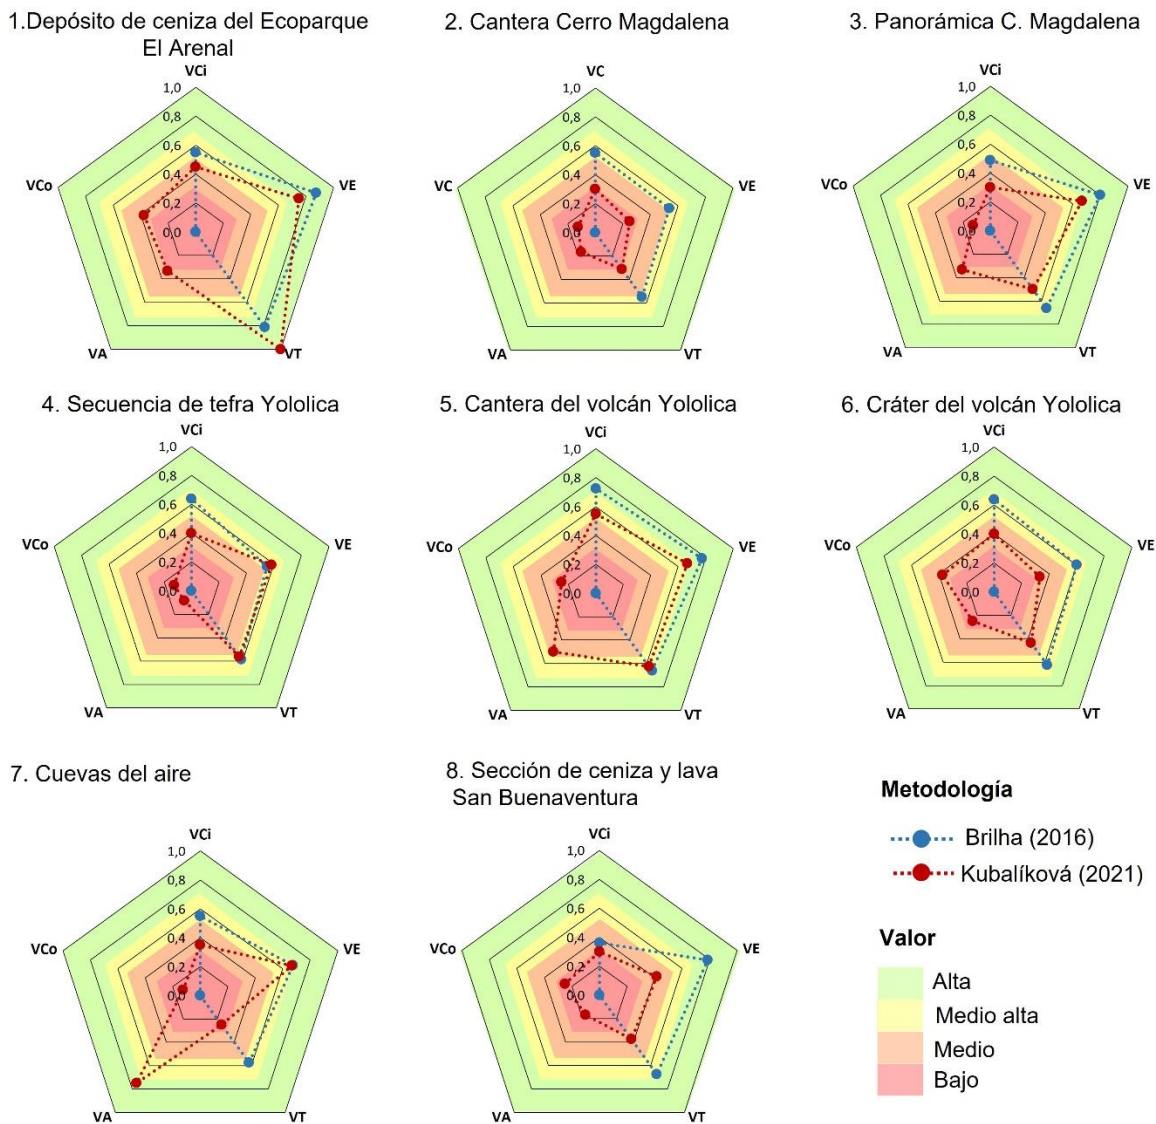 1.Depósito de ceniza del Ecoparque
El Arenal
VCi
1,0
0,8
0,6
0,4
0,2
0,0
VCo
VE
VA
VT
2. Cantera Cerro Magdalena
VC
1,0
0,8
0,6
0,4
0,2
0,0
VC
VE
VA
VT
3. Panorámica C. Magdalena
VCi
1,0
0,8
0,6
0,4
0,2
0,0
VCo
VE
VA
VT
4. Secuencia de tefra Yololica
VCi
1,0
0,8
0,6
0,4
0,2
0,0
VCo
VE
VA
VT
5. Cantera del volcán Yololica
VCi
1,0
0,8
0,6
0,4
0,2
0,0
VCo
VE
VA
VT
6. Cráter del volcán Yololica
VCi
1,0
0,8
0,6
0,4
0,2
0,0
VCo
VE
VA
VT
7. Cuevas del aire
VCi
1,0
0,8
0,6
0,4
0,2
0,0
VCo
VE
VA
VT
8. Sección de ceniza y lava
San Buenaventura
VCi
1,0
0,8
0,6
0,4
0,2
0,0
VCo
VE
VA
VT
Metodología
Brilha (2016)
Kubalíková (2021)
Valor
Alta
Medio alta
Medio
Bajo